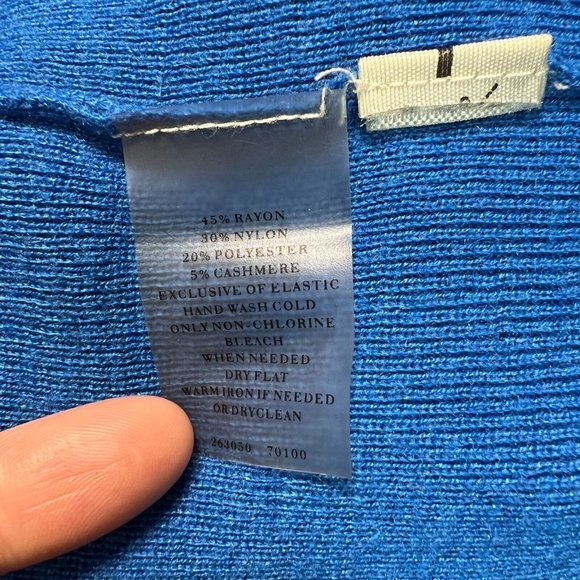 45% RAYON
30% NYLON
20% POLYESTER
5% CASHMERE
EXCLUSIVE OF ELASTIC
HAND WASH COLD
ONLY NON-CHLORINE
BLEACH
WHEN NEEDED
DRY FLAT
WARM IRON IF NEEDED
OR DRYCLEAN
263050 70100